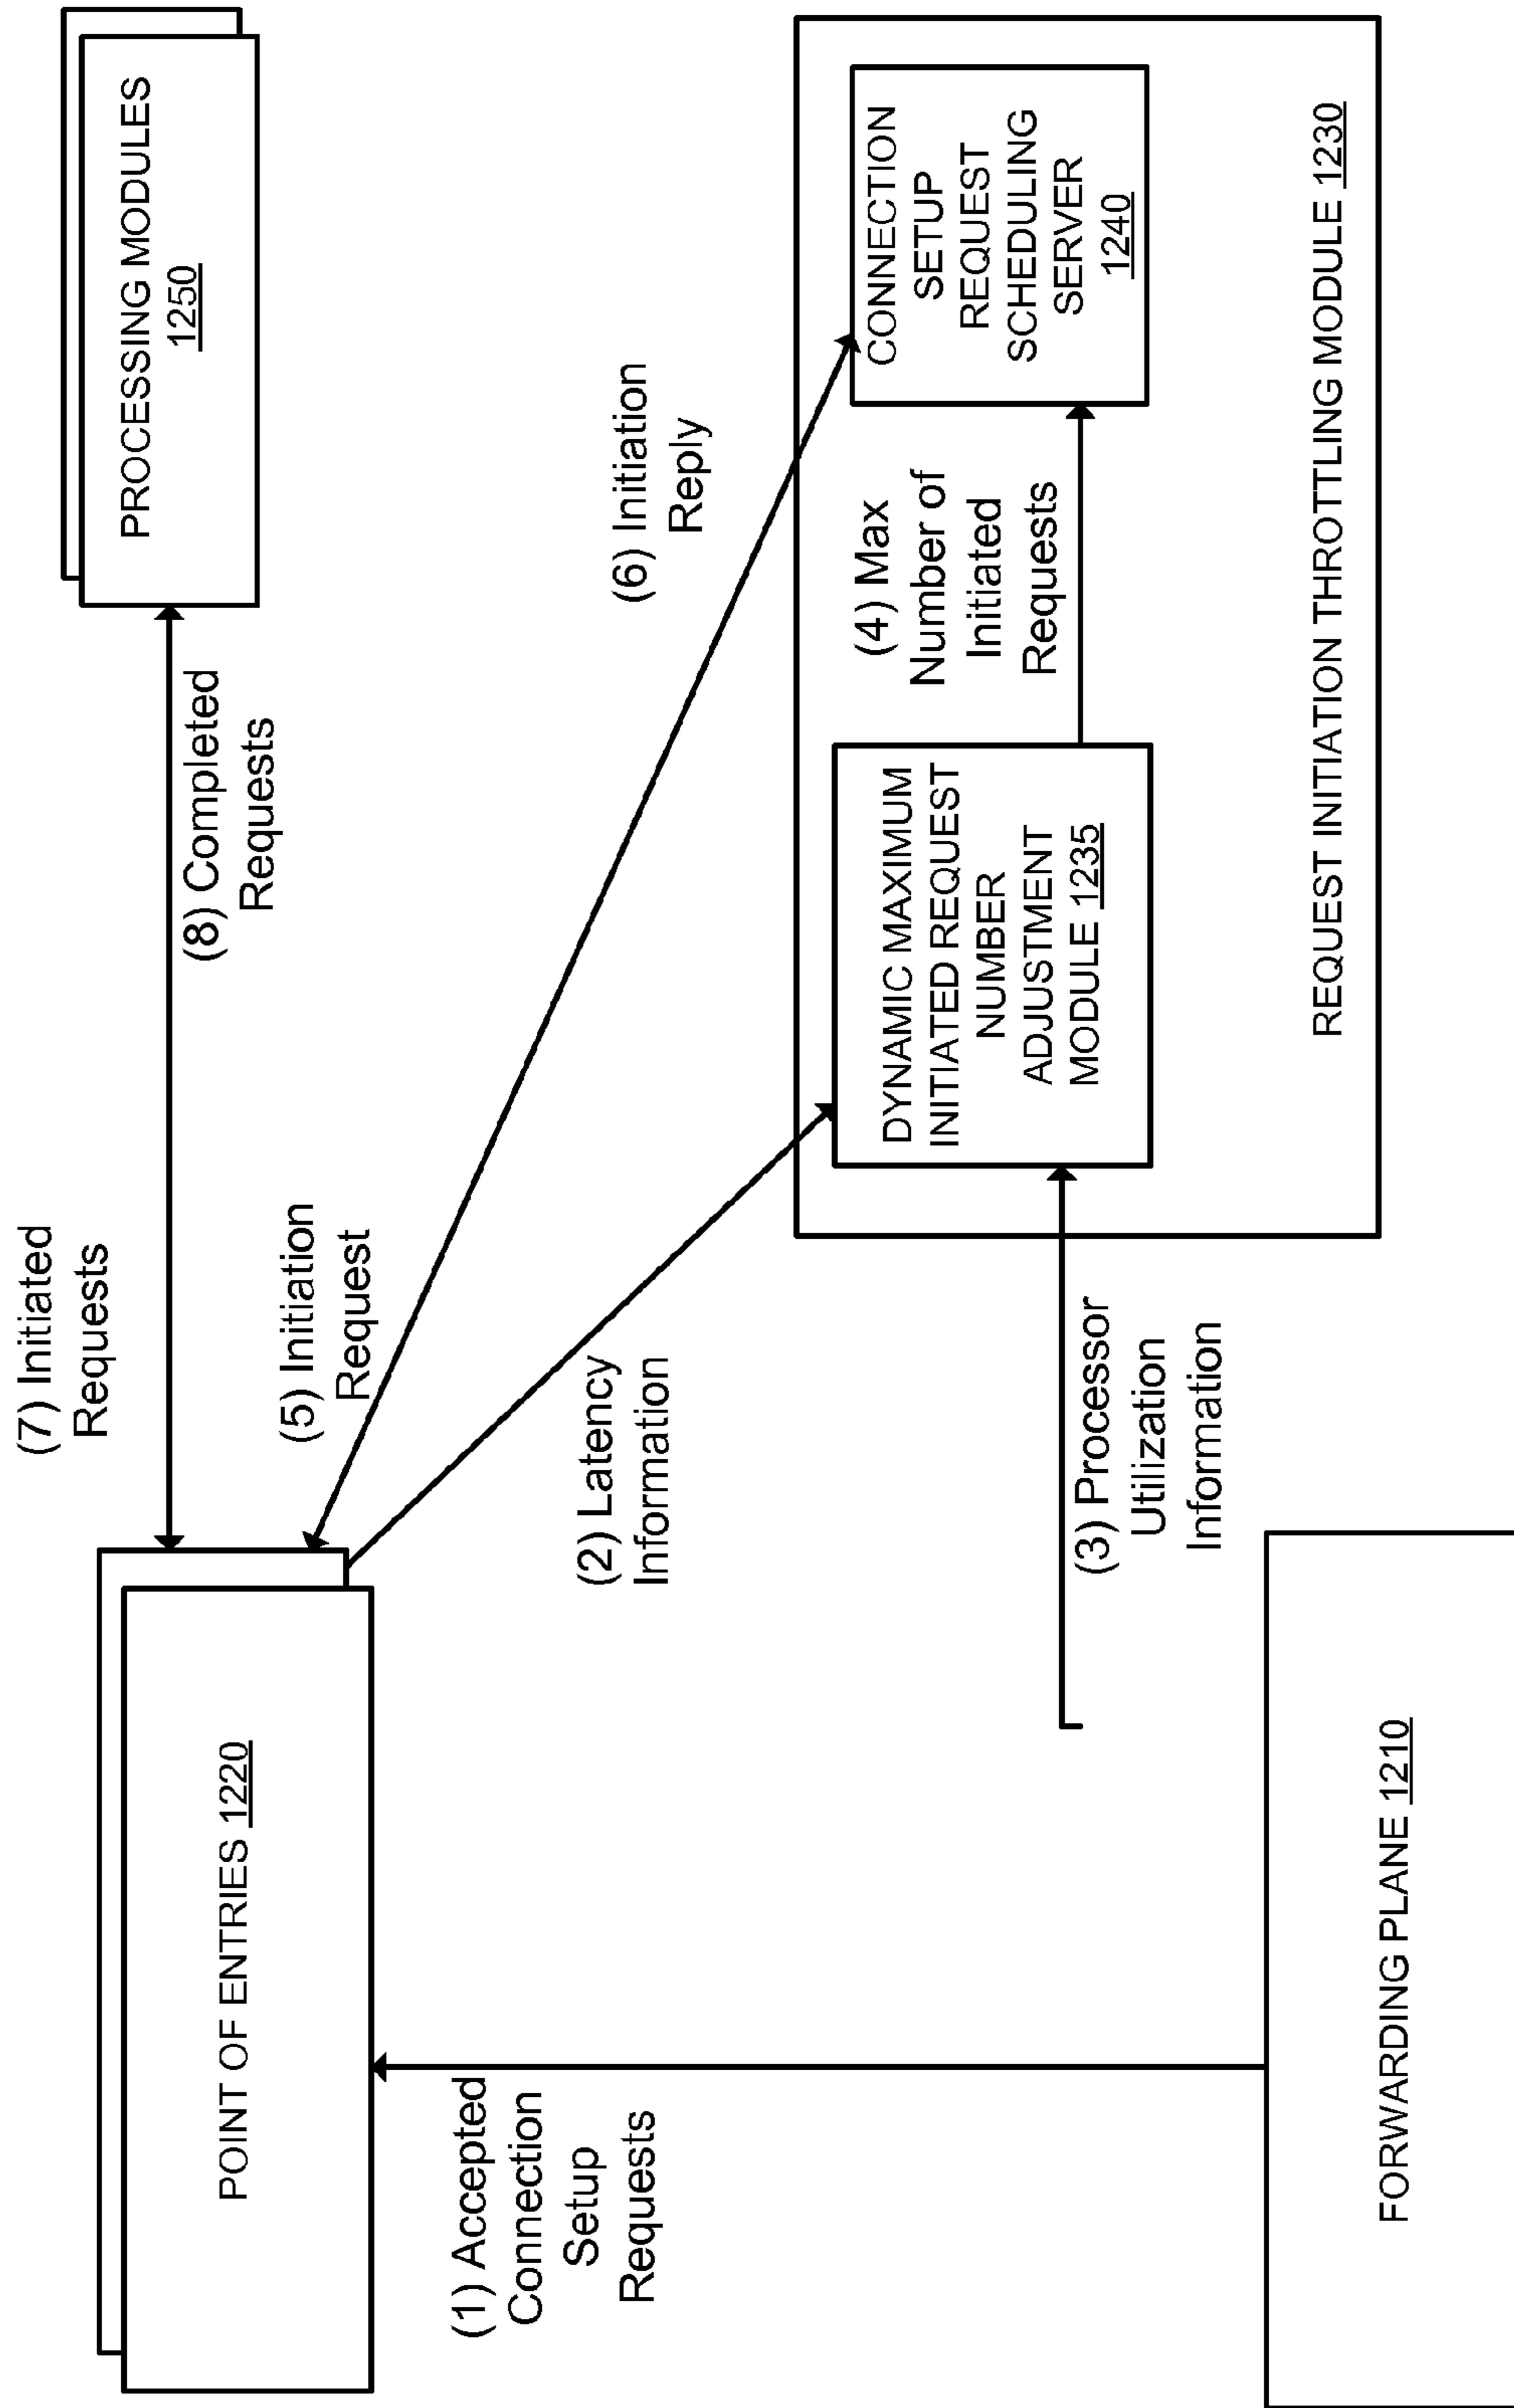 (7) Initiated
Requests
PROCESSING MODULES
1250
(8) Completed
Requests
POINT OF ENTRIES 1220
(5) Initiation
Request
(6) Initiation
Reply
(1) Accepted
Connection
Setup
Requests
(2) Latency
Information
(4) Max
Number of
Initiated
Requests
CONNECTION
SETUP
REQUEST
SCHEDULING
SERVER
1240
DYNAMIC MAXIMUM
INITIATED REQUEST
NUMBER
ADJUSTMENT
MODULE 1235
(3) Processor
Utilization
Information
REQUEST INITIATION THROTTLING MODULE 1230
FORWARDING PLANE 1210